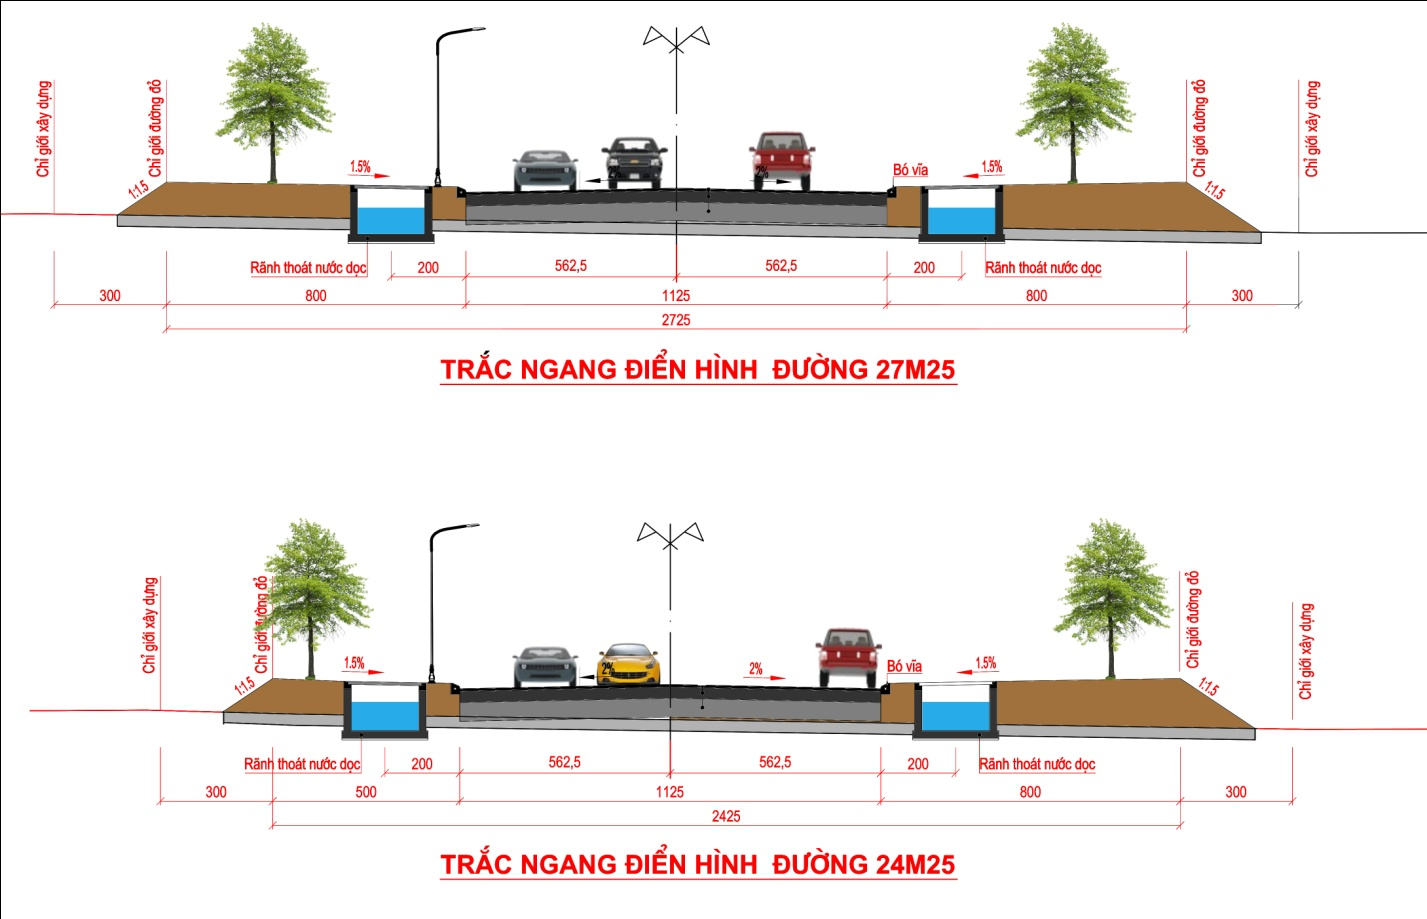 Chỉ giới xây dựng
Chỉ giới đường đỏ
Chỉ giới đường đỏ
Chỉ giới xây dựng
1:1.5
1.5%
2%
2%
Bó vĩa
1.5%
1:1.5
Rãnh thoát nước dọc
200
562,5
562,5
200
Rãnh thoát nước dọc
300
800
1125
800
300
2725
TRẮC NGANG ĐIỂN HÌNH ĐƯỜNG 27M25
Chỉ giới xây dựng
Chỉ giới đường đỏ
Chỉ giới đường đỏ
Chỉ giới xây dựng
1:1.5
1.5%
2%
2%
Bó vĩa
1.5%
1:1.5
Rãnh thoát nước dọc
200
562,5
562,5
200
Rãnh thoát nước dọc
300
500
1125
800
300
2425
TRẮC NGANG ĐIỂN HÌNH ĐƯỜNG 24M25